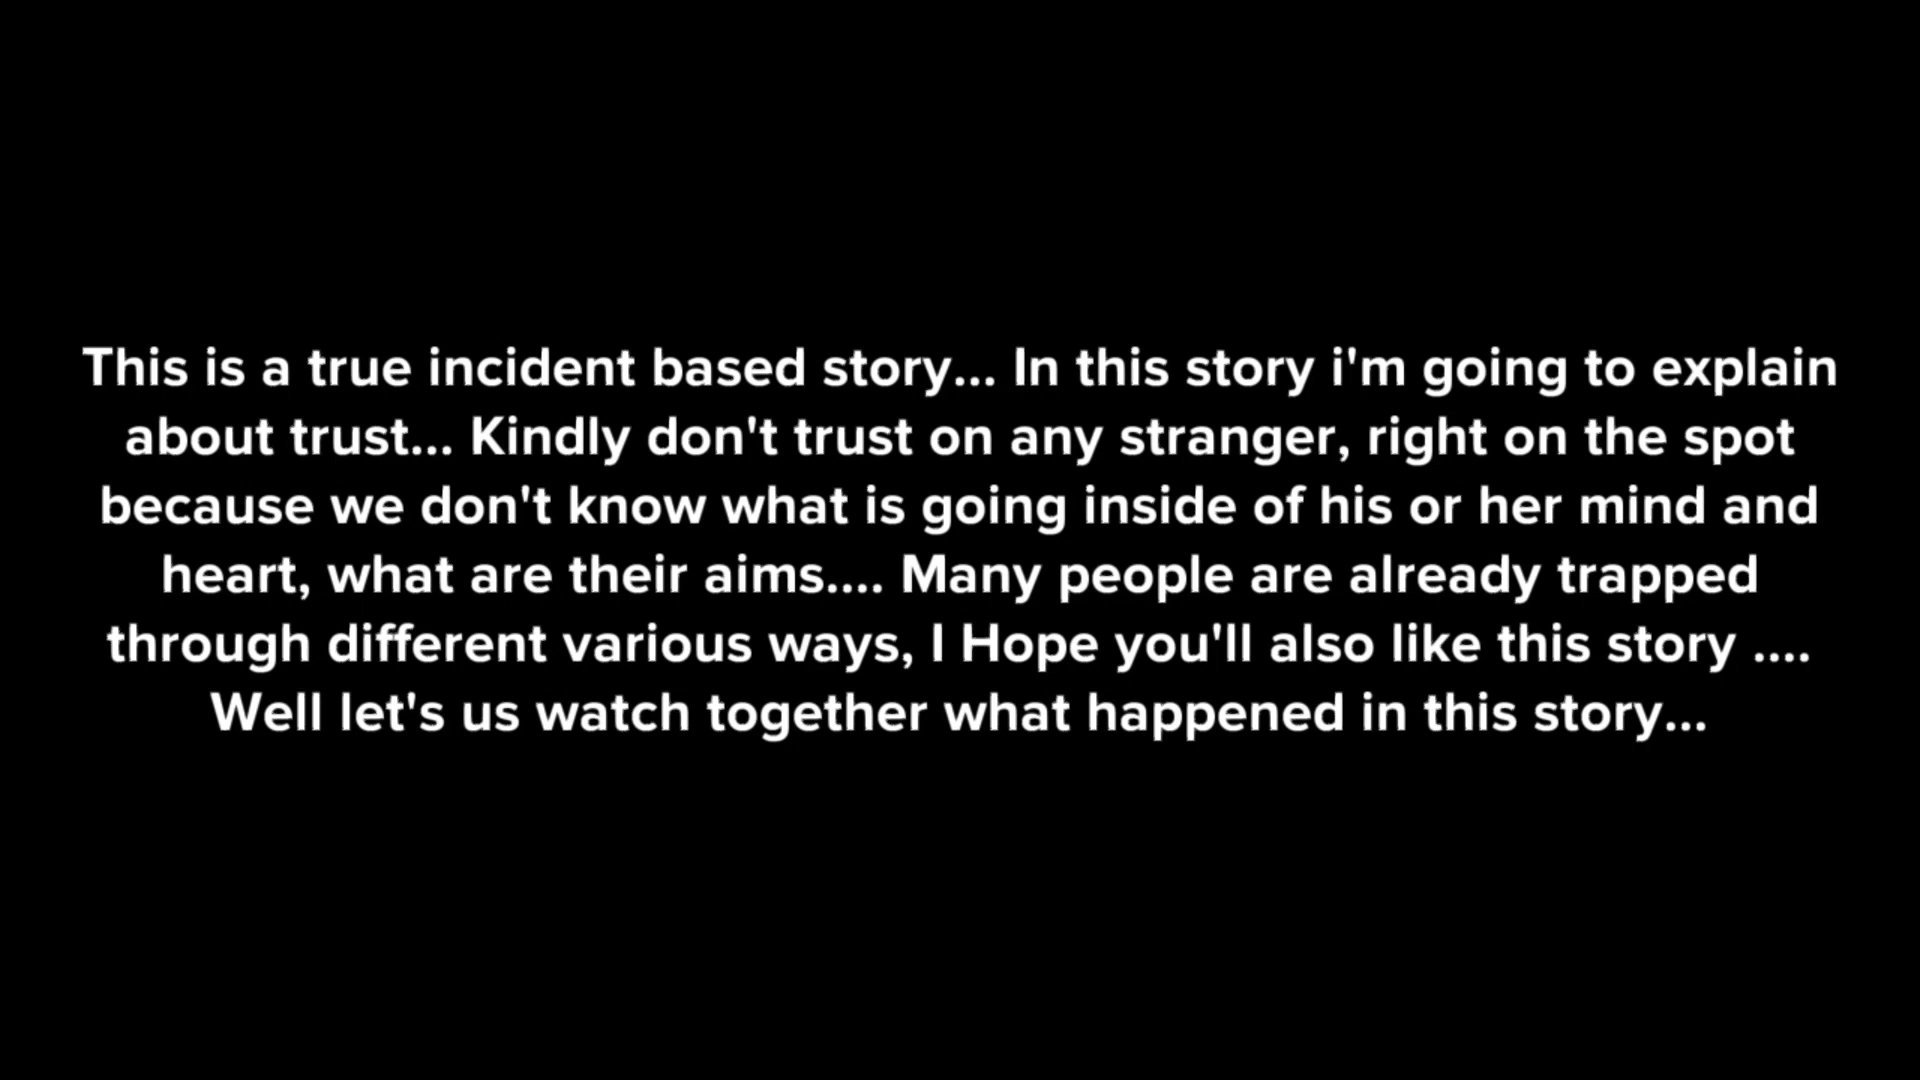 This is a true incident based story... In this story i'm going to explain
about trust... Kindly don't trust on any stranger, right on the spot
because we don't know what is going inside of his or her mind and
heart, what are their aims.... Many people are already trapped
through different various ways, I Hope you'll also like this story ....
Well let's us watch together what happened in this story...